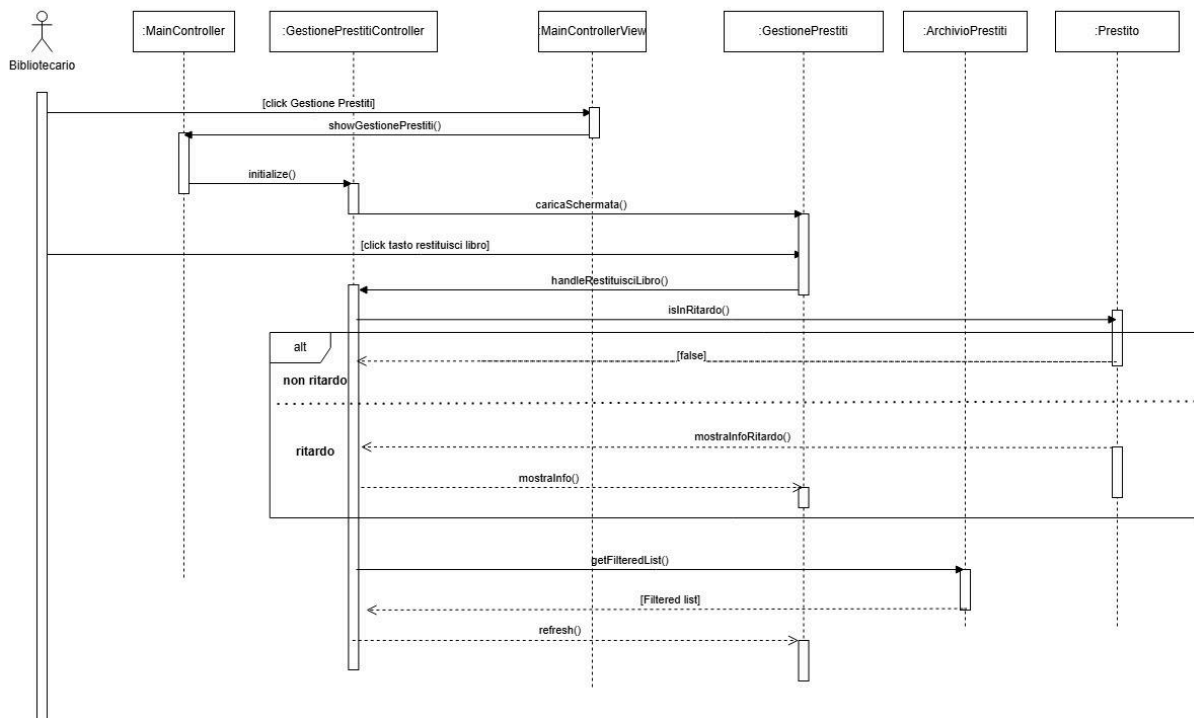 :MainController
:GestionePrestitiController
:MainControllerView
:GestionePrestiti
:ArchivioPrestiti
:Prestito
Bibliotecario
[click Gestione Prestiti]
showGestionePrestiti()
initialize()
caricaSchermata()
[click tasto restituisci libro]
handleRestituisciLibro()
isInRitardo()
alt
[false]
non ritardo
mostraInfoRitardo()
ritardo
mostraInfo()
getFilteredList()
[Filtered list]
refresh()